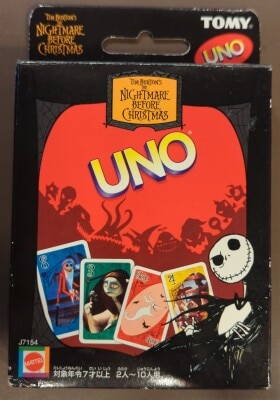 TIM BURTON'S
THE
NIGHTMARE
BEFORE
CHRISTMAS
TOMY
UNO
TIM BURTON'S
THE
NIGHTMARE
BEFORE
CHRISTMAS
UNO®
J7154
MATTEL
対象年令7才以上 2人〜10人用